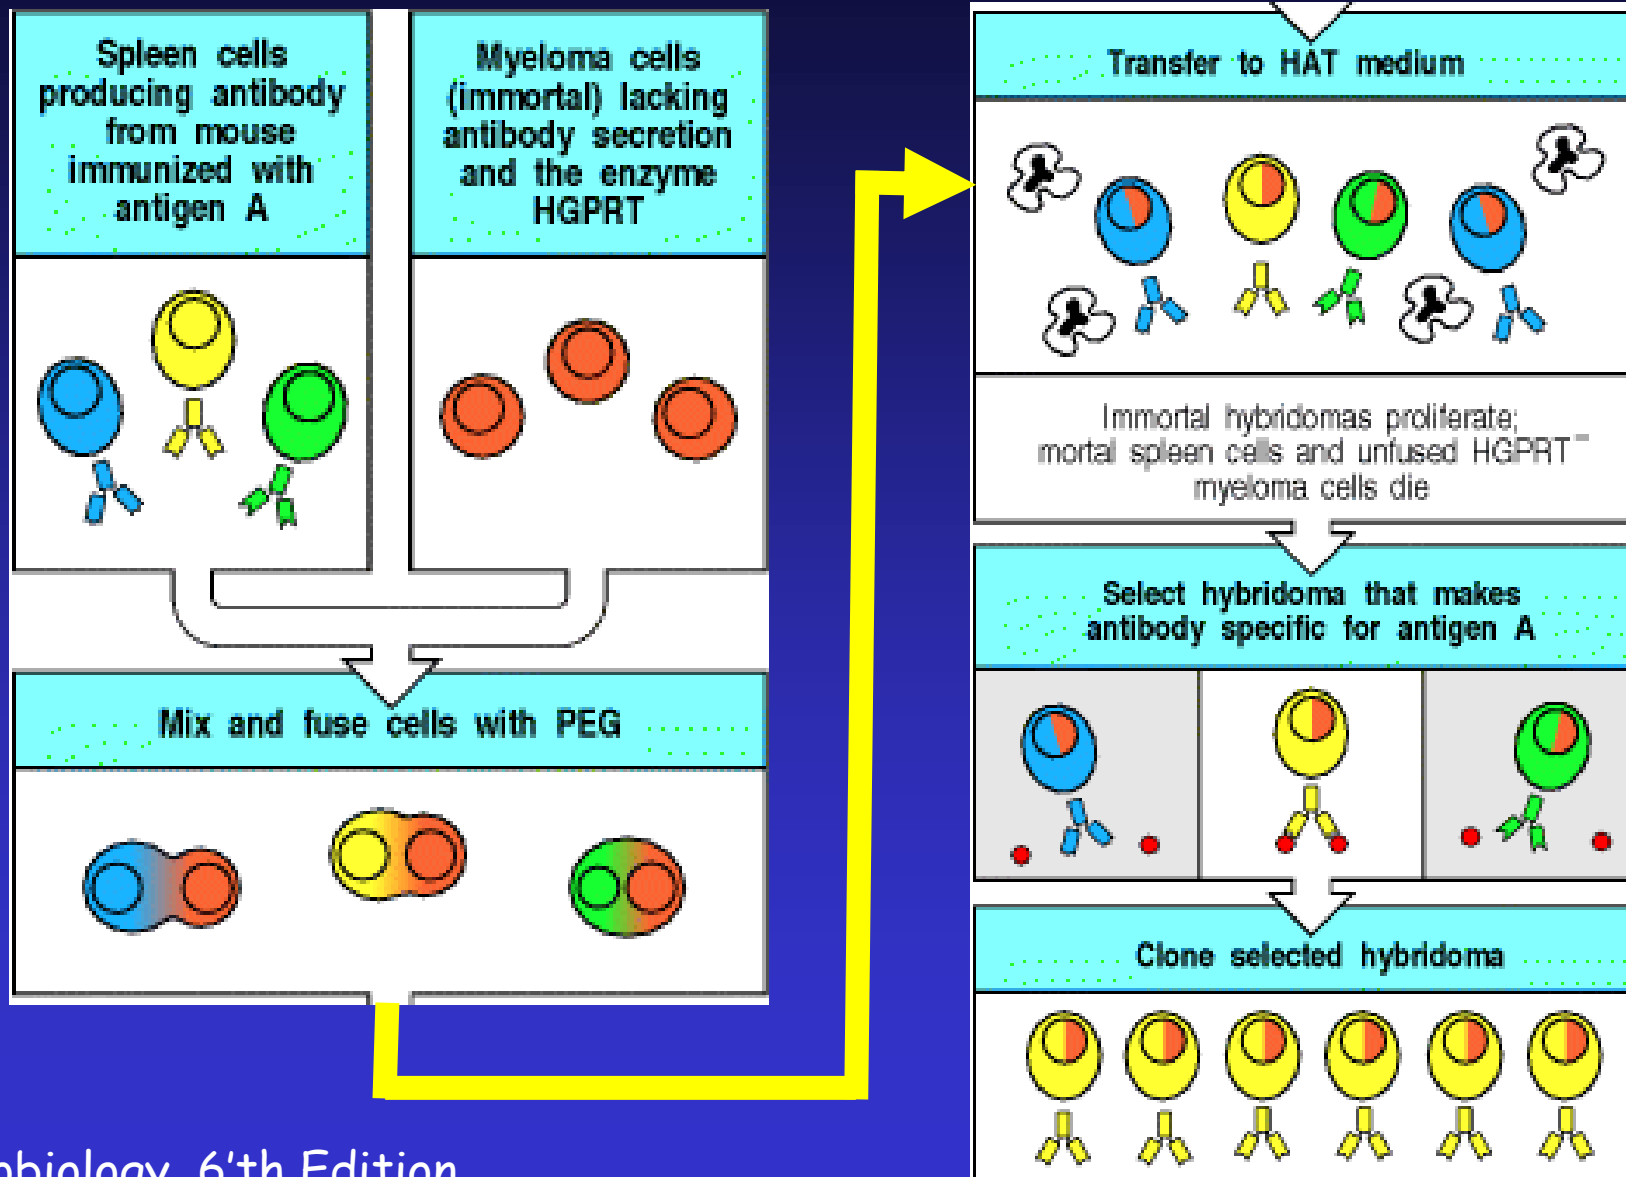 Spleen cells
producing antibody
from mouse
immunized with
antigen A
Myeloma cells
(immortal) lacking
antibody secretion
and the enzyme
HGPRT
Mix and fuse cells with PEG
Transfer to HAT medium
Immortal hybridomas proliferate;
mortal spleen cells and unfused HGPRT⁻
myeloma cells die
Select hybridoma that makes
antibody specific for antigen A
Clone selected hybridoma
6'th Edition